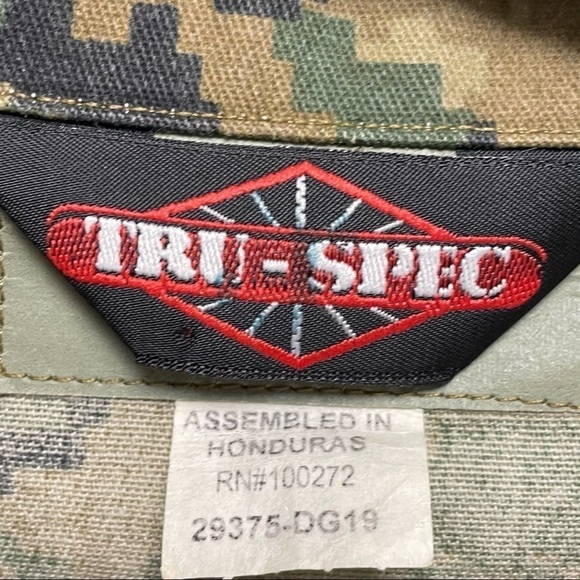 TRU-SPEC
ASSEMBLED IN
HONDURAS
RN#100272
29375-DG19